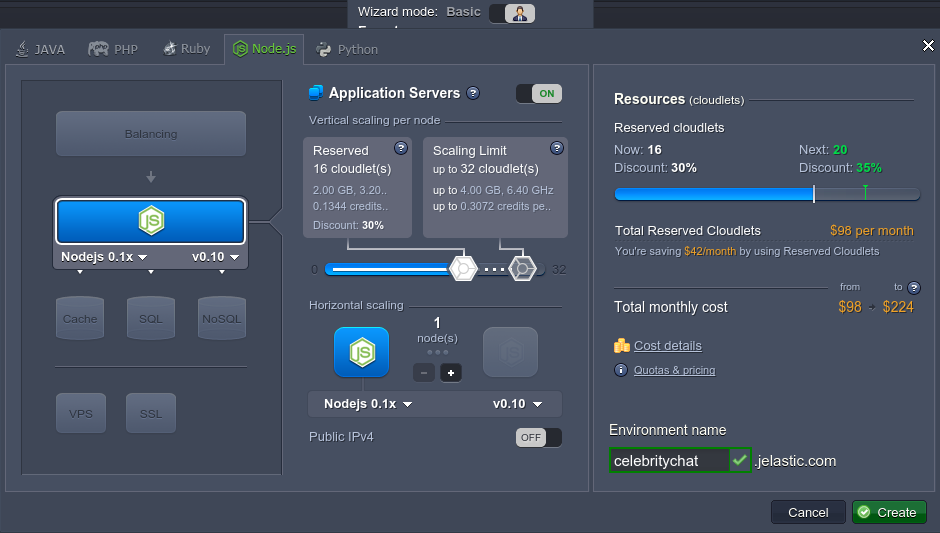 Wizard mode: Basic
JAVA
PHP
Ruby
Node.js
Python
Balancing
JS
Nodejs 0.1x
v0.10
Cache
SQL
NoSQL
VPS
SSL
Application Servers ?
ON
Vertical scaling per node
Reserved ?
16 cloudlet(s)
2.00 GB, 3.20..
0.1344 credits..
Discount: 30%
Scaling Limit ?
up to 32 cloudlet(s)
up to 4.00 GB, 6.40 GHz
up to 0.3072 credits pe..
0
32
Horizontal scaling
JS
1
node(s)
- +
Nodejs 0.1x
v0.10
Public IPv4
OFF
Resources (cloudlets)
Reserved cloudlets
Now: 16
Next: 20
Discount: 30%
Discount: 35%
Total Reserved Cloudlets
$98 per month
You're saving $42/month by using Reserved Cloudlets
from
to ?
Total monthly cost
$98 ÷ $224
Cost details
Quotas & pricing
Environment name
celebritychat
.jelastic.com
Cancel
Create